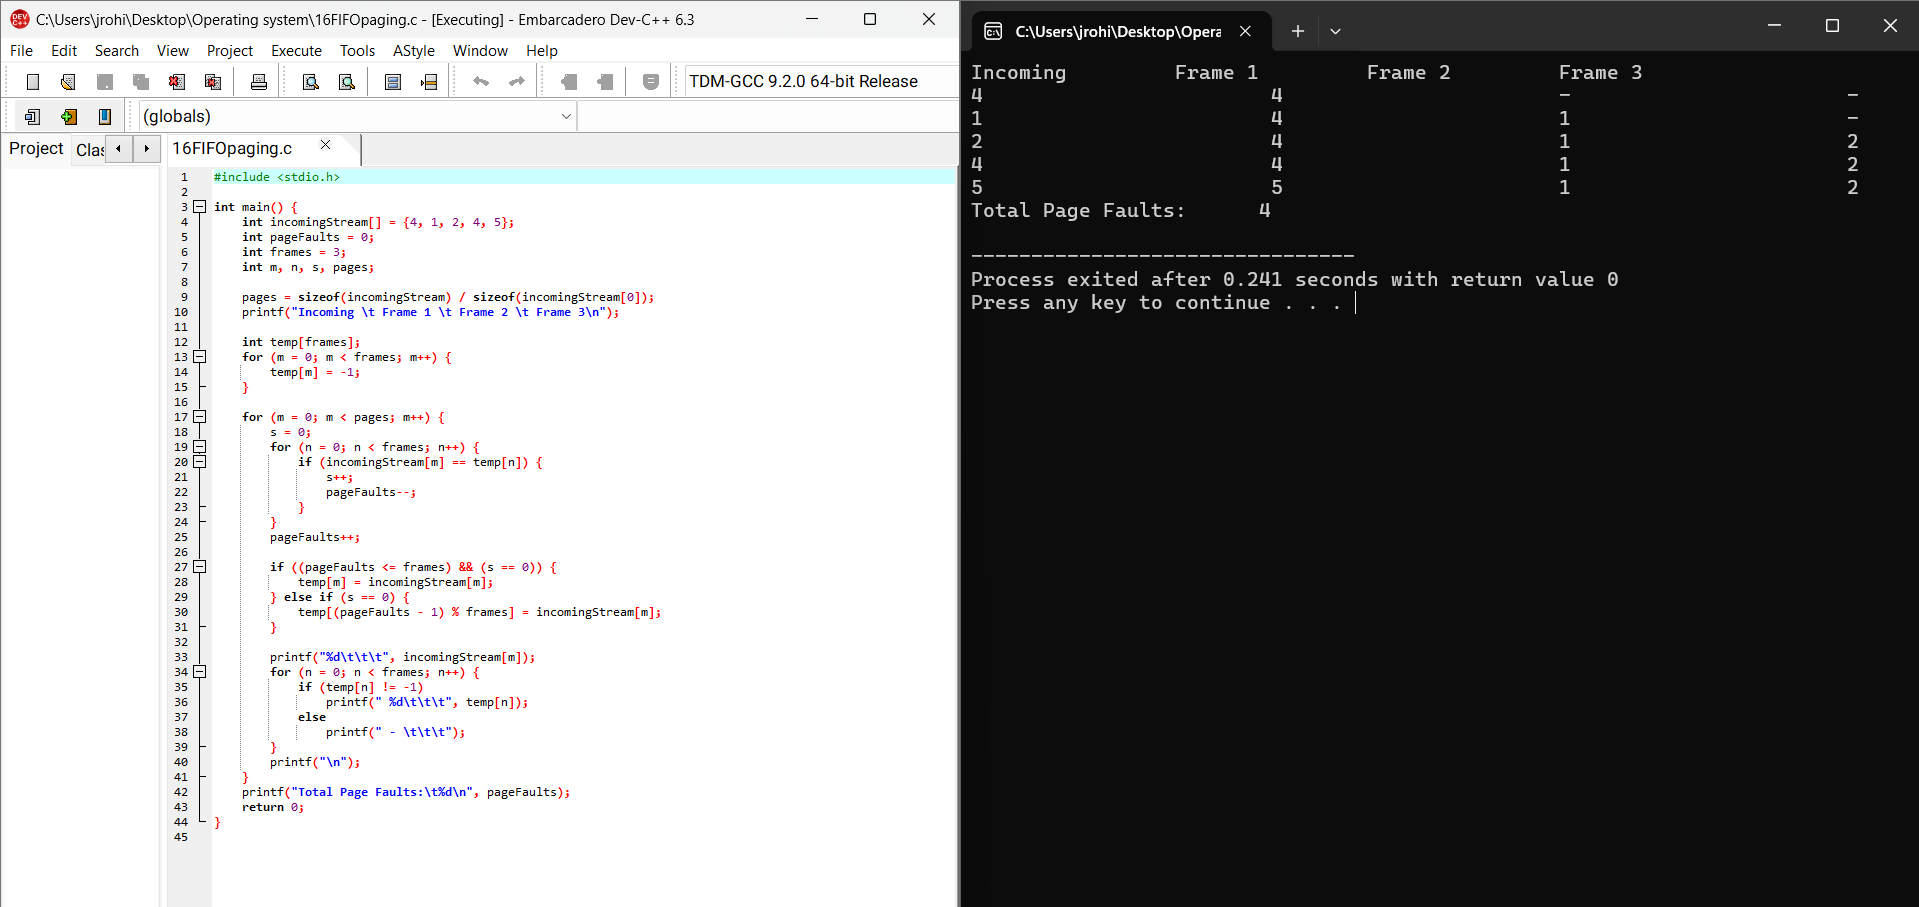 C:\Users\jrohi\Desktop\Operating system\16FIFOpaging.c - [Executing] - Embarcadero Dev-C++ 6.3
File Edit Search View Project Execute Tools AStyle Window Help
TDM-GCC 9.2.0 64-bit Release
(globals)
Project Clas 16FIFOpaging.c
1 #include <stdio.h>
2
3 int main() {
4     int incomingStream[] = {4, 1, 2, 4, 5};
5     int pageFaults = 0;
6     int frames = 3;
7     int m, n, s, pages;
8
9     pages = sizeof(incomingStream) / sizeof(incomingStream[0]);
10     printf("Incoming \t Frame 1 \t Frame 2 \t Frame 3\n");
11
12     int temp[frames];
13     for (m = 0; m < frames; m++) {
14         temp[m] = -1;
15     }
16
17     for (m = 0; m < pages; m++) {
18         s = 0;
19         for (n = 0; n < frames; n++) {
20             if (incomingStream[m] == temp[n]) {
21                 s++;
22                 pageFaults--;
23             }
24         }
25         pageFaults++;
26
27         if ((pageFaults <= frames) && (s == 0)) {
28             temp[m] = incomingStream[m];
29         } else if (s == 0) {
30             temp[(pageFaults - 1) % frames] = incomingStream[m];
31         }
32
33         printf("%d\t\t\t", incomingStream[m]);
34         for (n = 0; n < frames; n++) {
35             if (temp[n] != -1)
36                 printf(" %d\t\t\t", temp[n]);
37             else
38                 printf(" - \t\t\t");
39         }
40         printf("\n");
41     }
42     printf("Total Page Faults:\t%d\n", pageFaults);
43     return 0;
44 }
45
C:\Users\jrohi\Desktop\Opera
Incoming Frame 1 Frame 2 Frame 3
4 4 - -
1 4 1 -
2 4 1 2
4 4 1 2
5 5 1 2
Total Page Faults: 4
--------------------------------
Process exited after 0.241 seconds with return value 0
Press any key to continue . . .